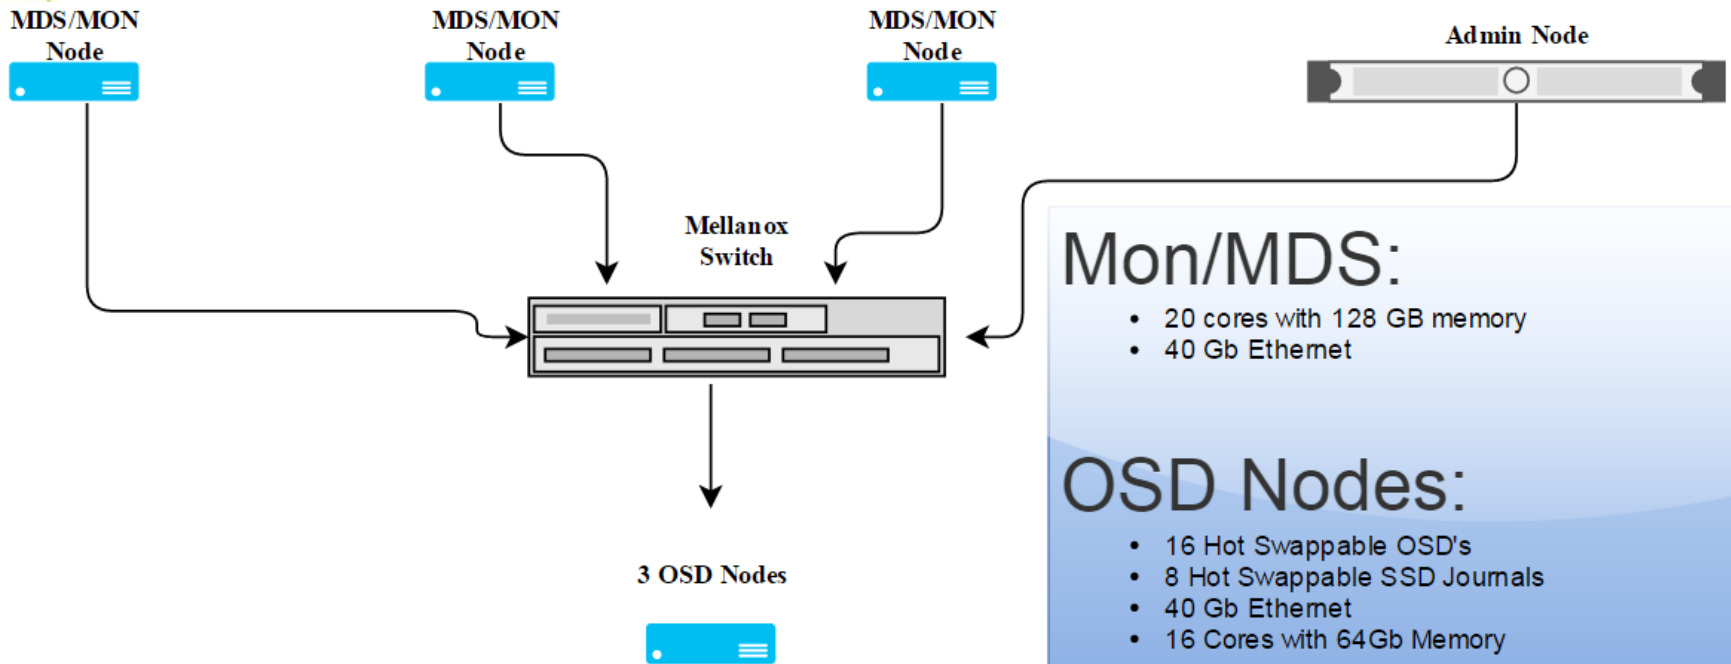 MDS/MON
Node
MDS/MON
Node
MDS/MON
Node
Admin Node
Mellanox
Switch
3 OSD Nodes
Mon/MDS:
• 20 cores with 128 GB memory
• 40 Gb Ethernet
OSD Nodes:
• 16 Hot Swappable OSD's
• 8 Hot Swappable SSD Journals
• 40 Gb Ethernet
• 16 Cores with 64Gb Memory